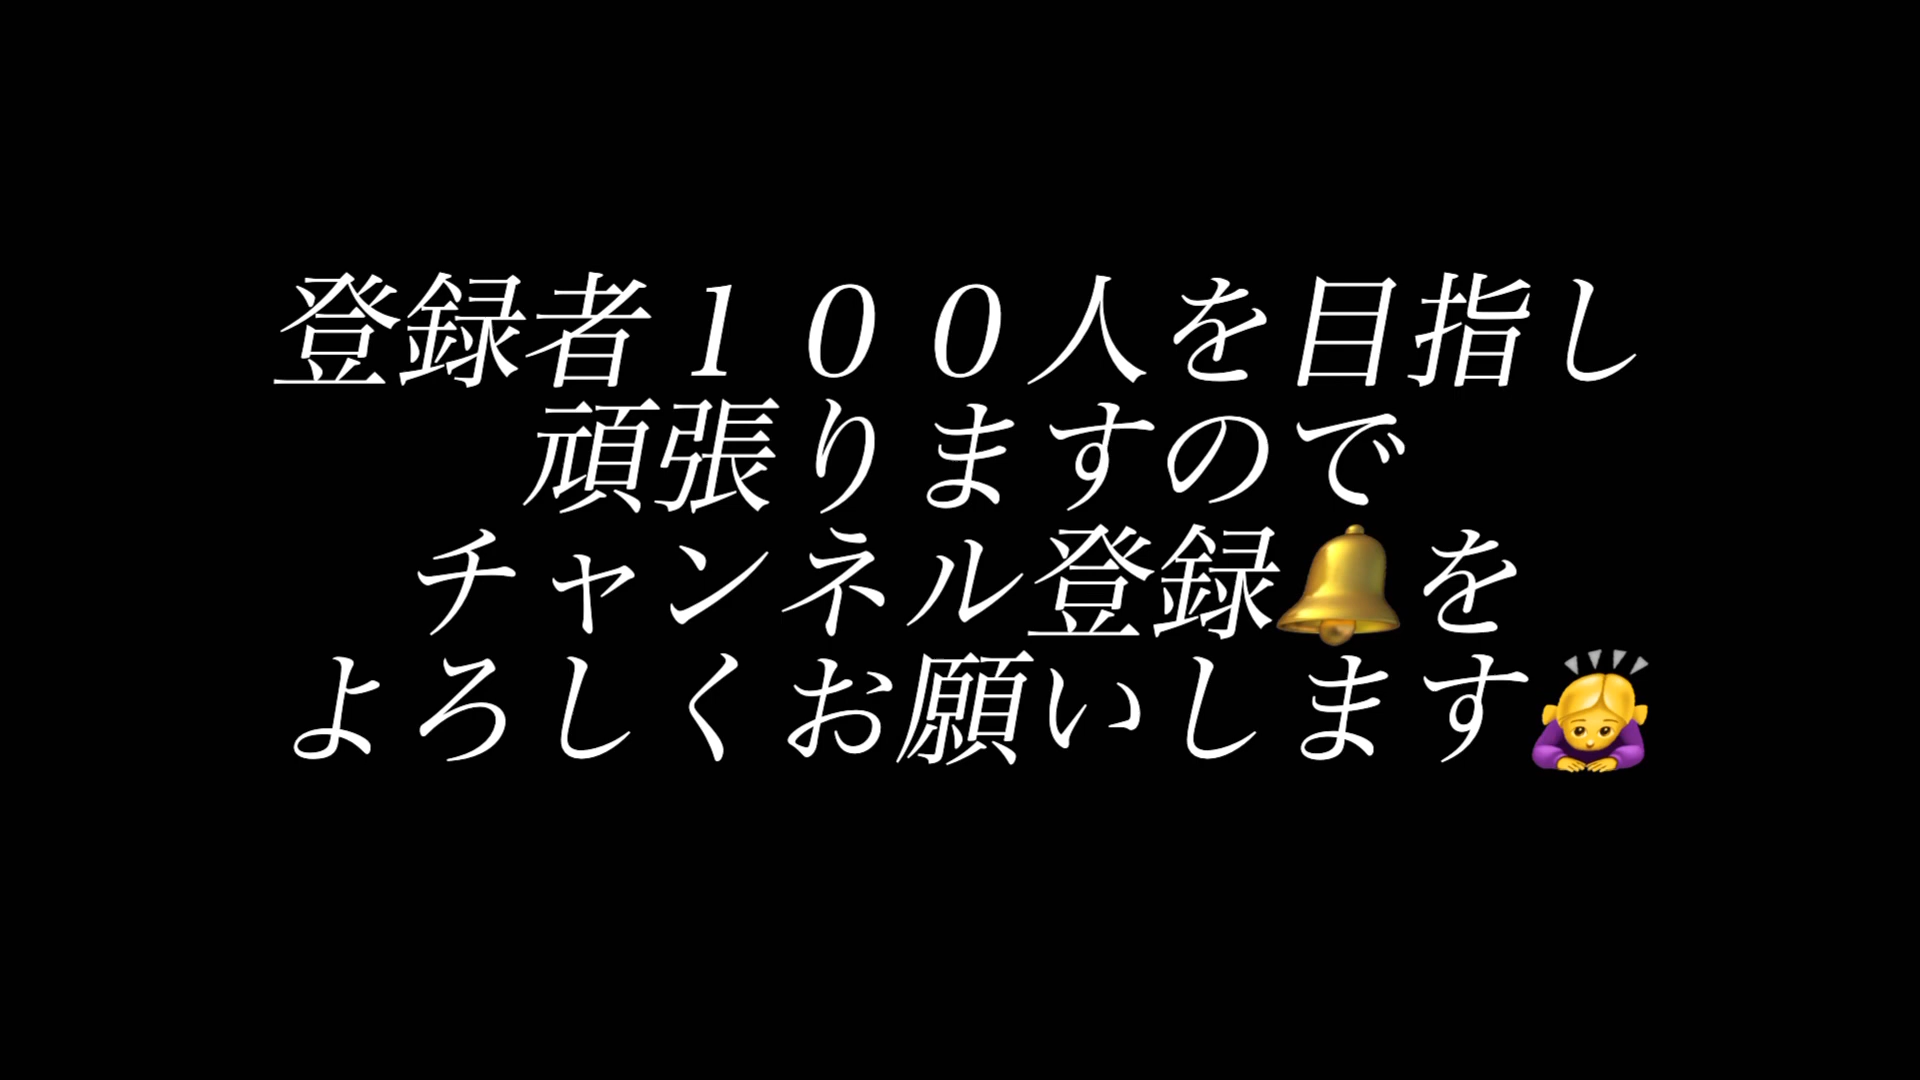 登録者１００人を目指し
頑張りますので
チャンネル登録🔔を
よろしくお願いします🙇‍♀️